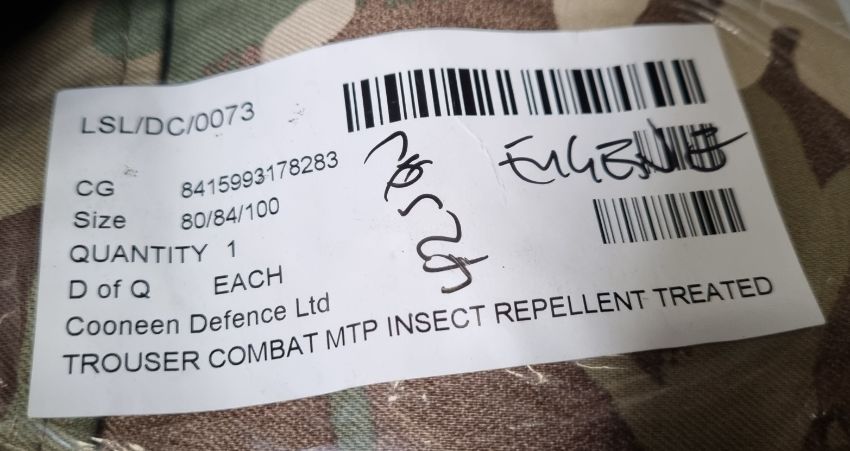 LSL/DC/0073
CG 8415993178283
Size 80/84/100
QUANTITY 1
D of Q EACH
Cooneen Defence Ltd
TROUSER COMBAT MTP INSECT REPELLENT TREATED
EUGENE